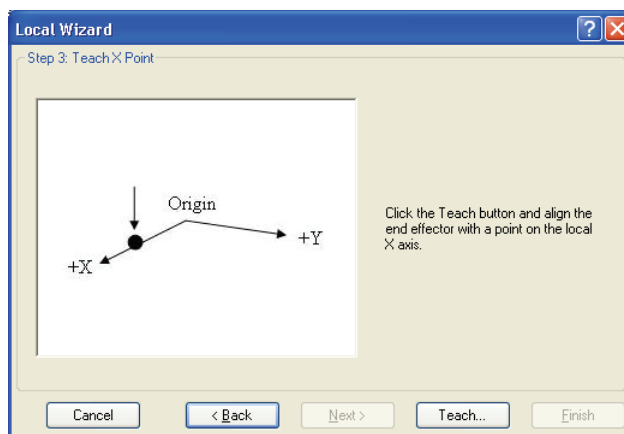 Local Wizard
Step 3: Teach X Point
Origin
+Y
+X
Click the Teach button and align the
end effector with a point on the local
X axis.
Cancel
< Back
Next >
Teach...
Finish